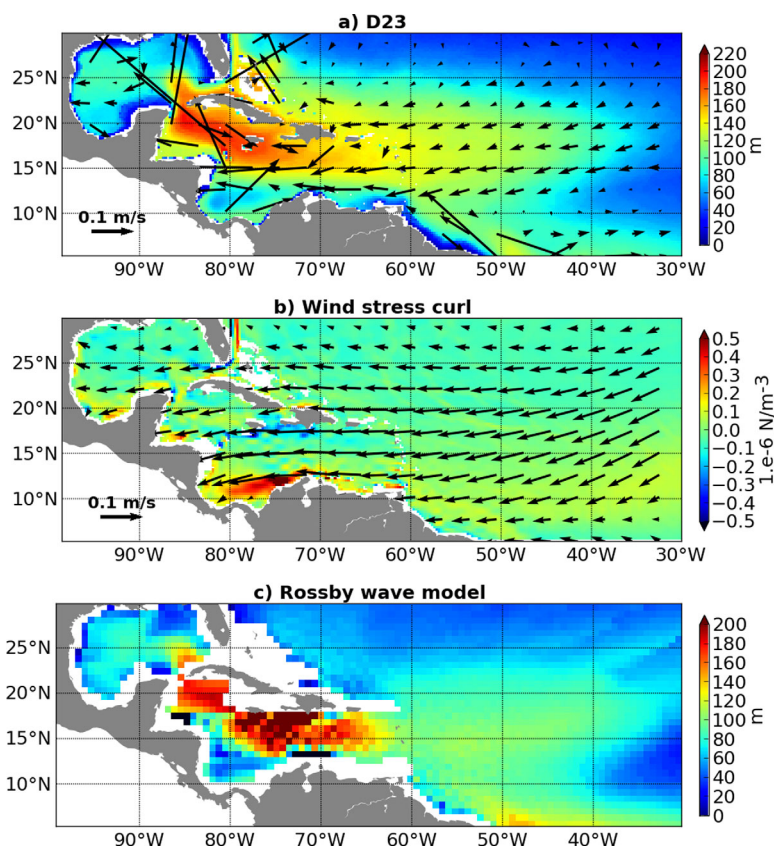 a) D23
25°N
20°N
15°N
10°N
0.1 m/s
90°W 80°W 70°W 60°W 50°W 40°W 30°W
220
200
180
160
140
120
100
80
60
40
20
0
m
b) Wind stress curl
25°N
20°N
15°N
10°N
0.1 m/s
90°W 80°W 70°W 60°W 50°W 40°W 30°W
0.5
0.4
0.3
0.2
0.1
0.0
−0.1
−0.2
−0.3
−0.4
−0.5
1.e-6 N/m-3
c) Rossby wave model
25°N
20°N
15°N
10°N
90°W 80°W 70°W 60°W 50°W 40°W
200
180
160
140
120
100
80
60
40
20
0
m